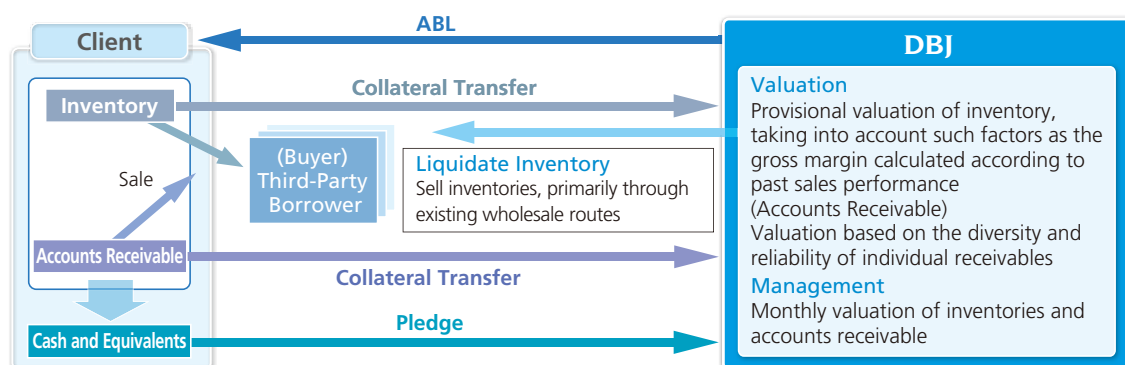 ABL
Client
DBJ
Inventory
Collateral Transfer
Valuation
Provisional valuation of inventory,
taking into account such factors as the
gross margin calculated according to
past sales performance
(Accounts Receivable)
Valuation based on the diversity and
reliability of individual receivables
Management
Monthly valuation of inventories and
accounts receivable
(Buyer)
Third-Party
Borrower
Liquidate Inventory
Sell inventories, primarily through
existing wholesale routes
Sale
Accounts Receivable
Collateral Transfer
Pledge
Cash and Equivalents